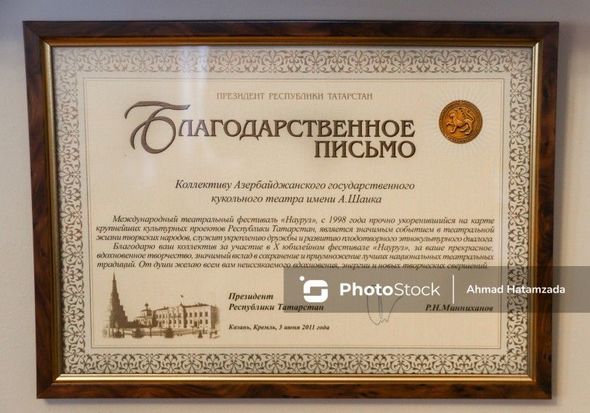 ПРЕЗИДЕНТ РЕСПУБЛИКИ ТАТАРСТАН
БЛАГОДАРСТВЕННОЕ
ПИСЬМО
Коллективу Азербайджанского государственного
кукольного театра имени А.Шаика
Международный театральный фестиваль «Науруз», с 1998 года прочно укоренившийся на карте
крупнейших культурных проектов Республики Татарстан, является значимым событием в театральной
жизни тюркских народов, служит укреплению дружбы и развитию плодотворного этнокультурного диалога.
Благодарю ваш коллектив за участие в X юбилейном фестивале «Науруз», за ваше прекрасное,
вдохновенное творчество, значимый вклад в сохранение и приумножение лучших национальных театральных
традиций. От души желаю всем вам неиссякаемого вдохновения, энергии и новых творческих свершений.
Президент
Республики Татарстан
Р.Н.Минниханов
Казань, Кремль, 5 июня 2011 года
PhotoStock
Ahmad Hatamzada